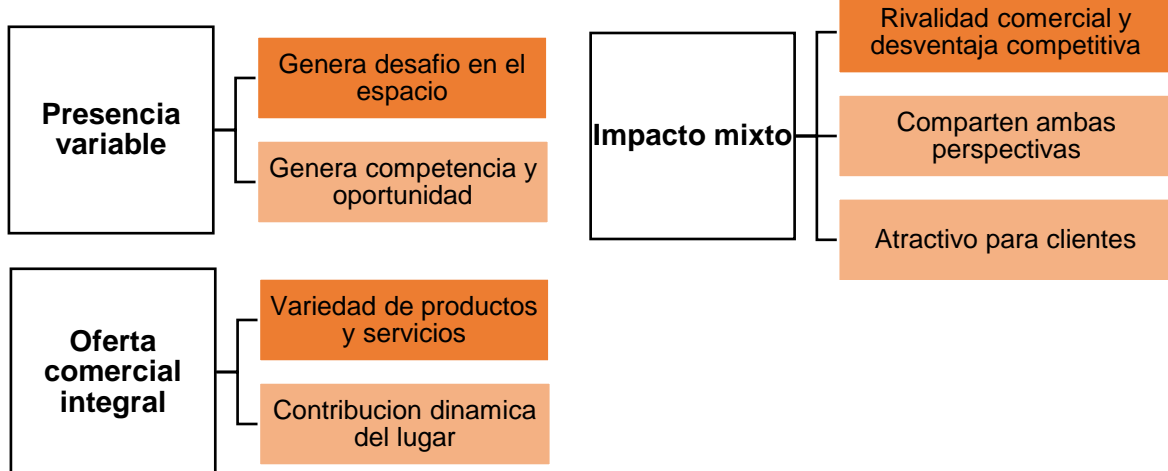 Presencia
variable
Genera desafio en el
espacio
Genera competencia y
oportunidad
Oferta
comercial
integral
Variedad de productos
y servicios
Contribucion dinamica
del lugar
Impacto mixto
Rivalidad comercial y
desventaja competitiva
Comparten ambas
perspectivas
Atractivo para clientes